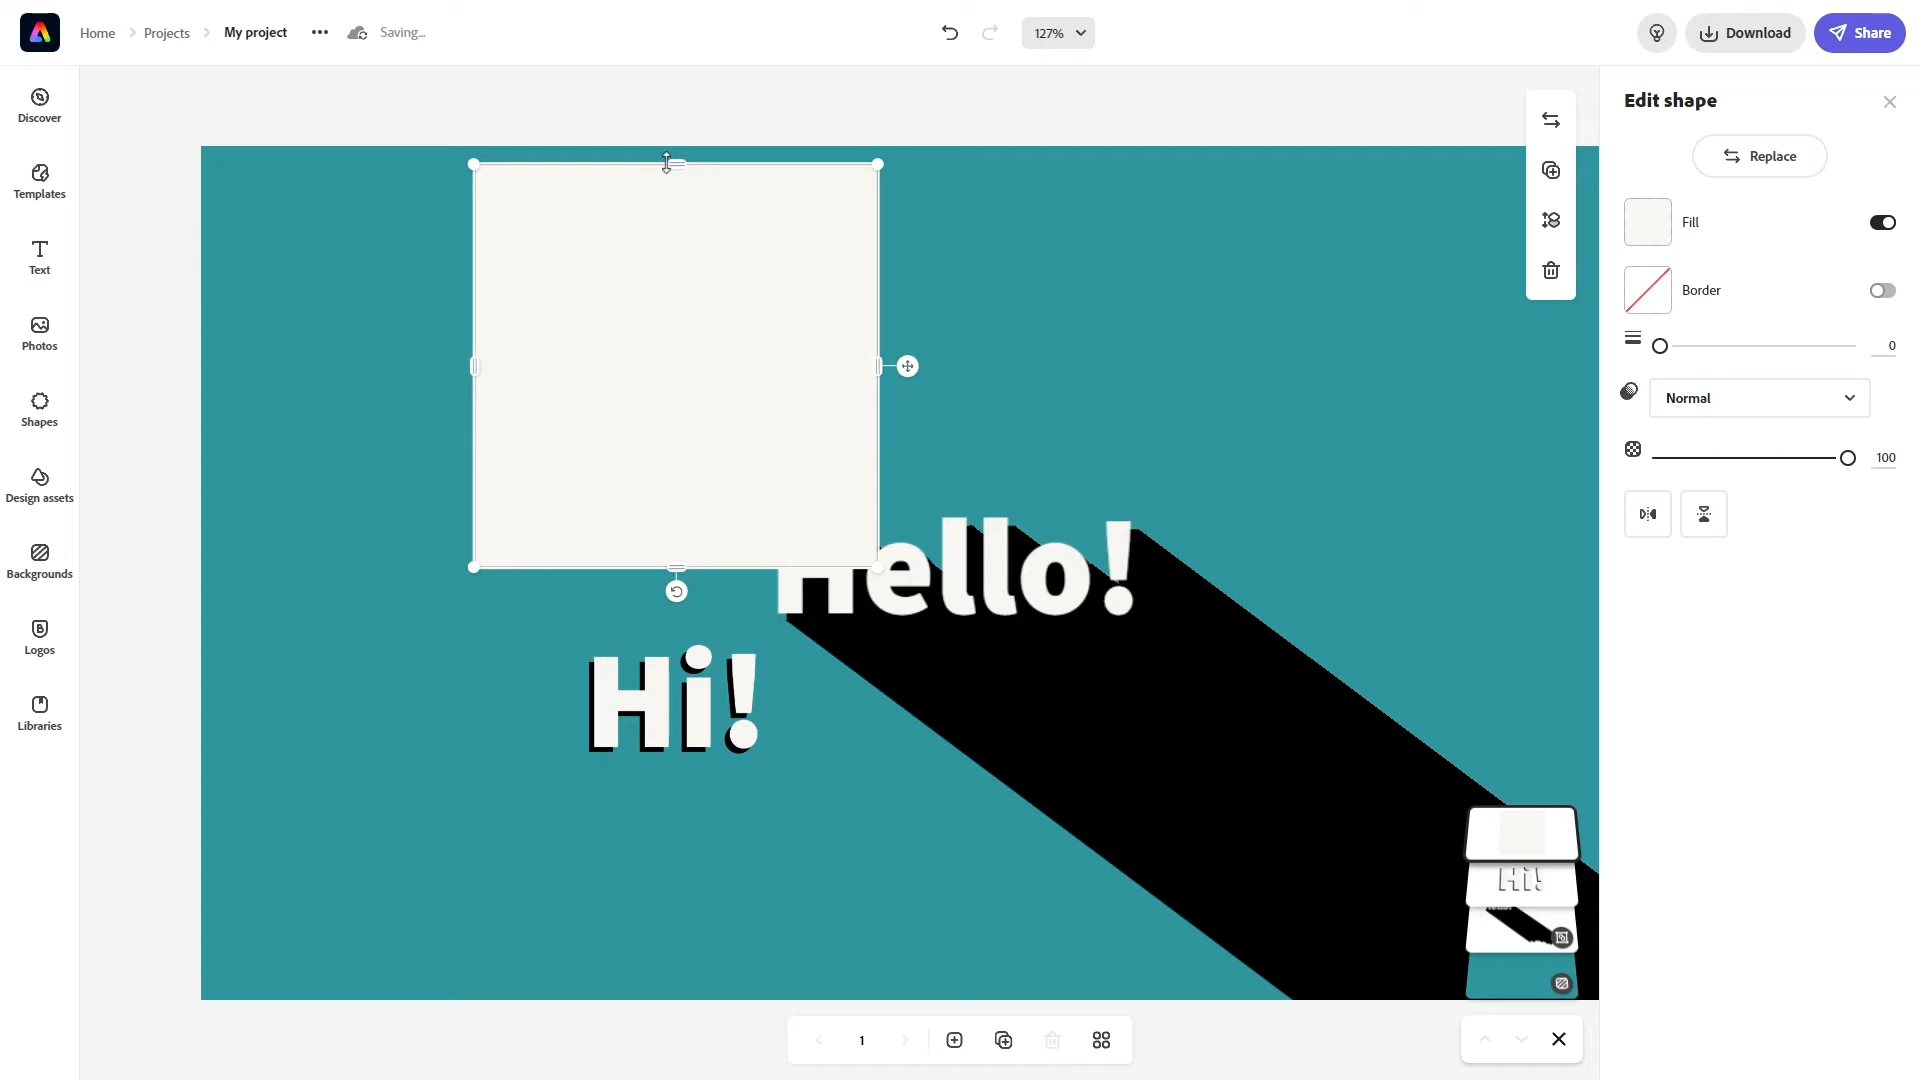 Home
Projects
My project
Saving...
127%
Download
Share
Discover
Templates
Text
Photos
Shapes
Design assets
Backgrounds
Logos
Libraries
Edit shape
Replace
Fill
Border
0
Normal
100
Hello!
Hi!
Hi!
1